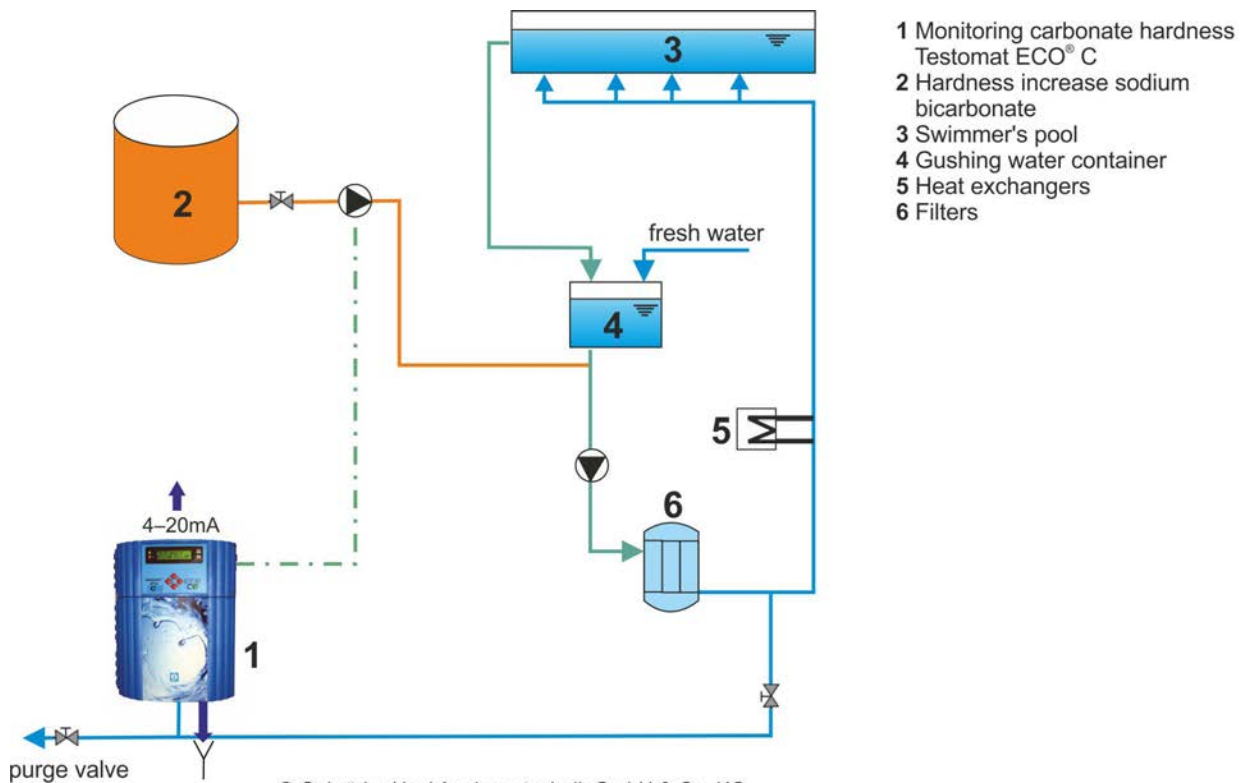 1 Monitoring carbonate hardness
Testomat ECO® C
2 Hardness increase sodium
bicarbonate
3 Swimmer's pool
4 Gushing water container
5 Heat exchangers
6 Filters
3
2
fresh water
4
5
6
4–20mA
1
purge valve